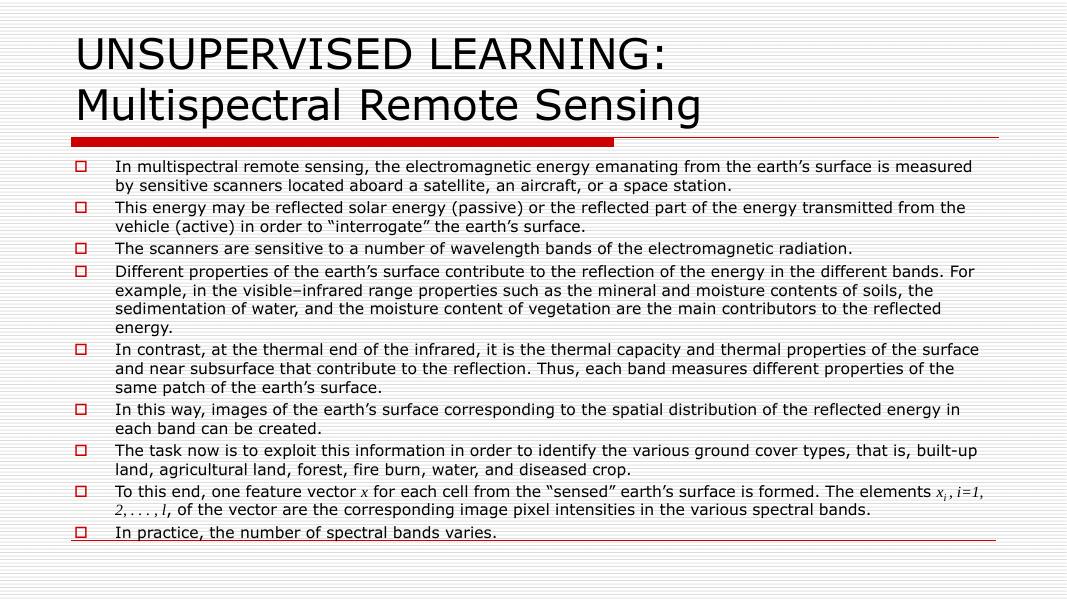 UNSUPERVISED LEARNING:
Multispectral Remote Sensing
In multispectral remote sensing, the electromagnetic energy emanating from the earth’s surface is measured
by sensitive scanners located aboard a satellite, an aircraft, or a space station.
This energy may be reflected solar energy (passive) or the reflected part of the energy transmitted from the
vehicle (active) in order to “interrogate” the earth’s surface.
The scanners are sensitive to a number of wavelength bands of the electromagnetic radiation.
Different properties of the earth’s surface contribute to the reflection of the energy in the different bands. For
example, in the visible–infrared range properties such as the mineral and moisture contents of soils, the
sedimentation of water, and the moisture content of vegetation are the main contributors to the reflected
energy.
In contrast, at the thermal end of the infrared, it is the thermal capacity and thermal properties of the surface
and near subsurface that contribute to the reflection. Thus, each band measures different properties of the
same patch of the earth’s surface.
In this way, images of the earth’s surface corresponding to the spatial distribution of the reflected energy in
each band can be created.
The task now is to exploit this information in order to identify the various ground cover types, that is, built-up
land, agricultural land, forest, fire burn, water, and diseased crop.
To this end, one feature vector x for each cell from the “sensed” earth’s surface is formed. The elements xi , i=1,
2, . . . , l, of the vector are the corresponding image pixel intensities in the various spectral bands.
In practice, the number of spectral bands varies.